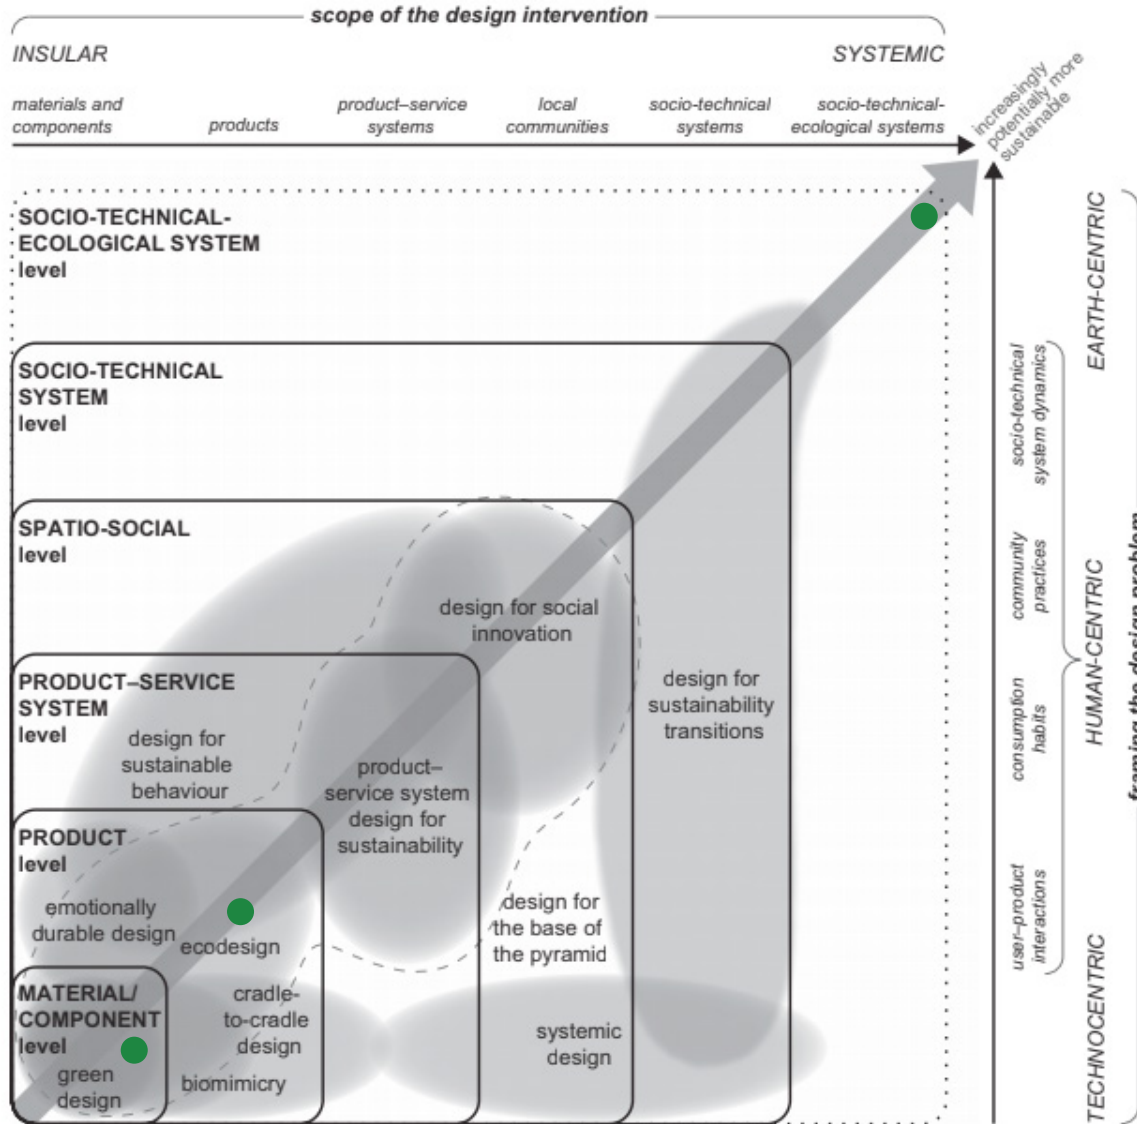 scope of the design intervention
INSULAR
SYSTEMIC
materials and
components
products
product–service
systems
local
communities
socio-technical
systems
socio-technical-
ecological systems
increasingly
potentially more
sustainable
SOCIO-TECHNICAL-
ECOLOGICAL SYSTEM
level
SOCIO-TECHNICAL
SYSTEM
level
SPATIO-SOCIAL
level
design for social
innovation
PRODUCT–SERVICE
SYSTEM
level
design for
sustainable
behaviour
product–
service system
design for
sustainability
design for
sustainability
transitions
PRODUCT
level
emotionally
durable design
ecodesign
design for
the base of
the pyramid
MATERIAL/
COMPONENT
level
green
design
cradle-
to-cradle
design
biomimicry
systemic
design
socio-technical
system dynamics
community
practices
consumption
habits
user–product
interactions
EARTH-CENTRIC
HUMAN-CENTRIC
TECHNOCENTRIC
framing the design problem